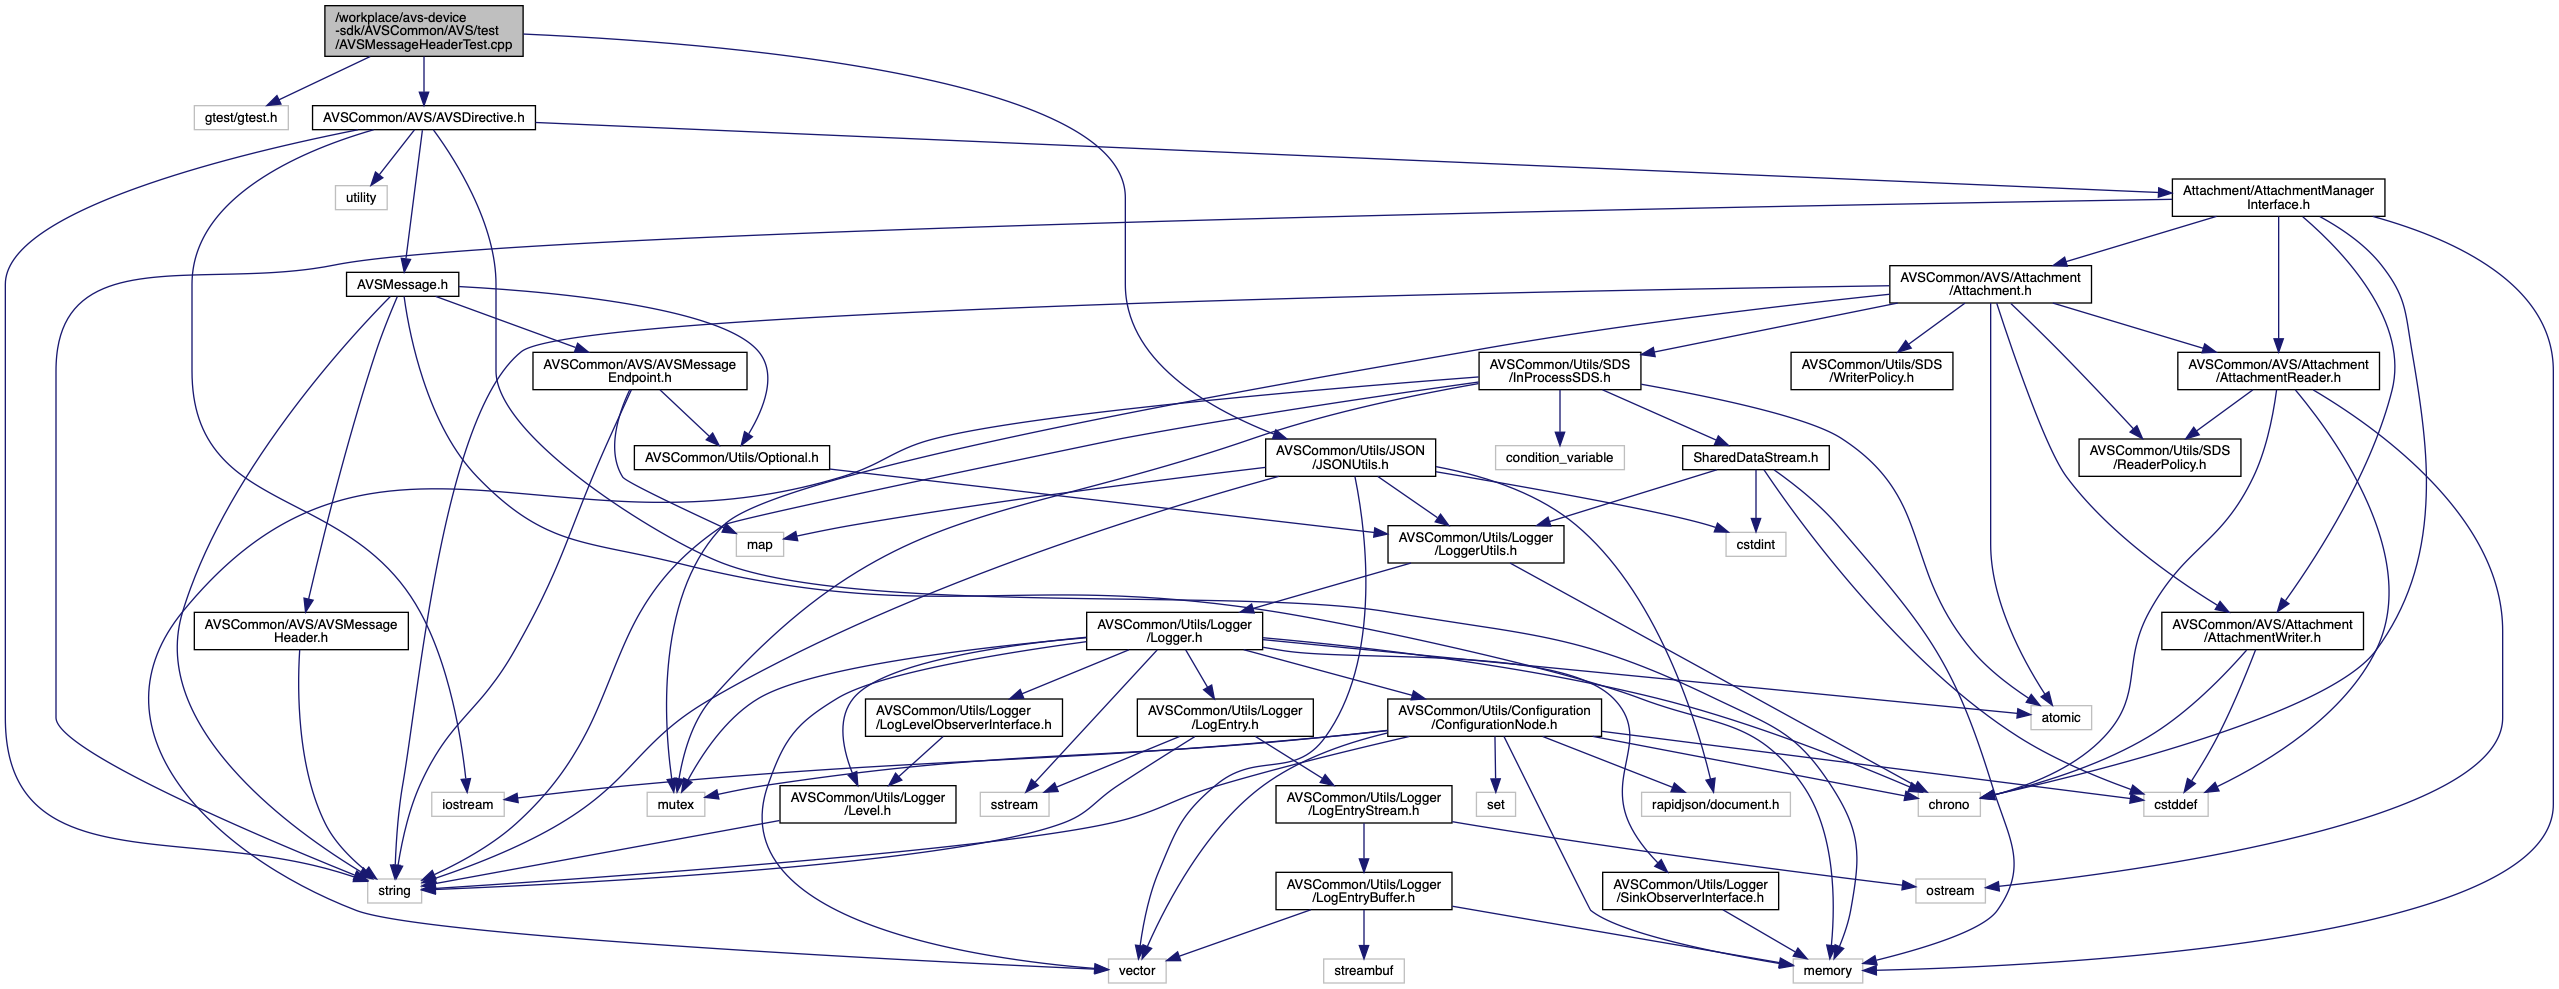 /workplace/avs-device
-sdk/AVSCommon/AVS/test
/AVSMessageHeaderTest.cpp
gtest/gtest.h
AVSCommon/AVS/AVSDirective.h
utility
Attachment/AttachmentManager
Interface.h
AVSMessage.h
AVSCommon/AVS/Attachment
/Attachment.h
AVSCommon/AVS/AVSMessage
Endpoint.h
AVSCommon/Utils/SDS
/InProcessSDS.h
AVSCommon/Utils/SDS
/WriterPolicy.h
AVSCommon/AVS/Attachment
/AttachmentReader.h
AVSCommon/Utils/Optional.h
AVSCommon/Utils/JSON
/JSONUtils.h
condition_variable
SharedDataStream.h
AVSCommon/Utils/SDS
/ReaderPolicy.h
map
AVSCommon/Utils/Logger
/LoggerUtils.h
cstdint
AVSCommon/AVS/AVSMessage
Header.h
AVSCommon/Utils/Logger
/Logger.h
AVSCommon/AVS/Attachment
/AttachmentWriter.h
AVSCommon/Utils/Logger
/LogLevelObserverInterface.h
AVSCommon/Utils/Logger
/LogEntry.h
AVSCommon/Utils/Configuration
/ConfigurationNode.h
atomic
iostream
mutex
AVSCommon/Utils/Logger
/Level.h
sstream
AVSCommon/Utils/Logger
/LogEntryStream.h
set
rapidjson/document.h
chrono
cstddef
string
AVSCommon/Utils/Logger
/LogEntryBuffer.h
AVSCommon/Utils/Logger
/SinkObserverInterface.h
ostream
vector
streambuf
memory